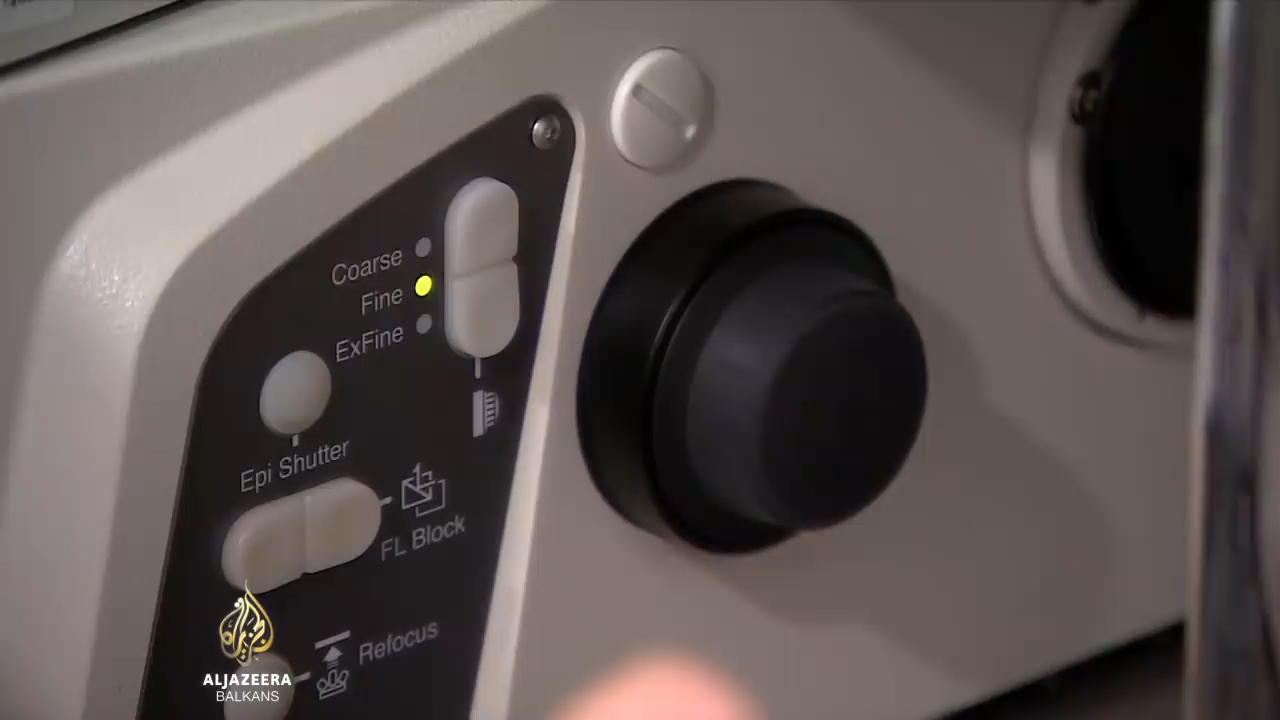 Coarse
Fine
ExFine
Epi Shutter
FL Block
Refocus
ALJAZEERA
BALKANS